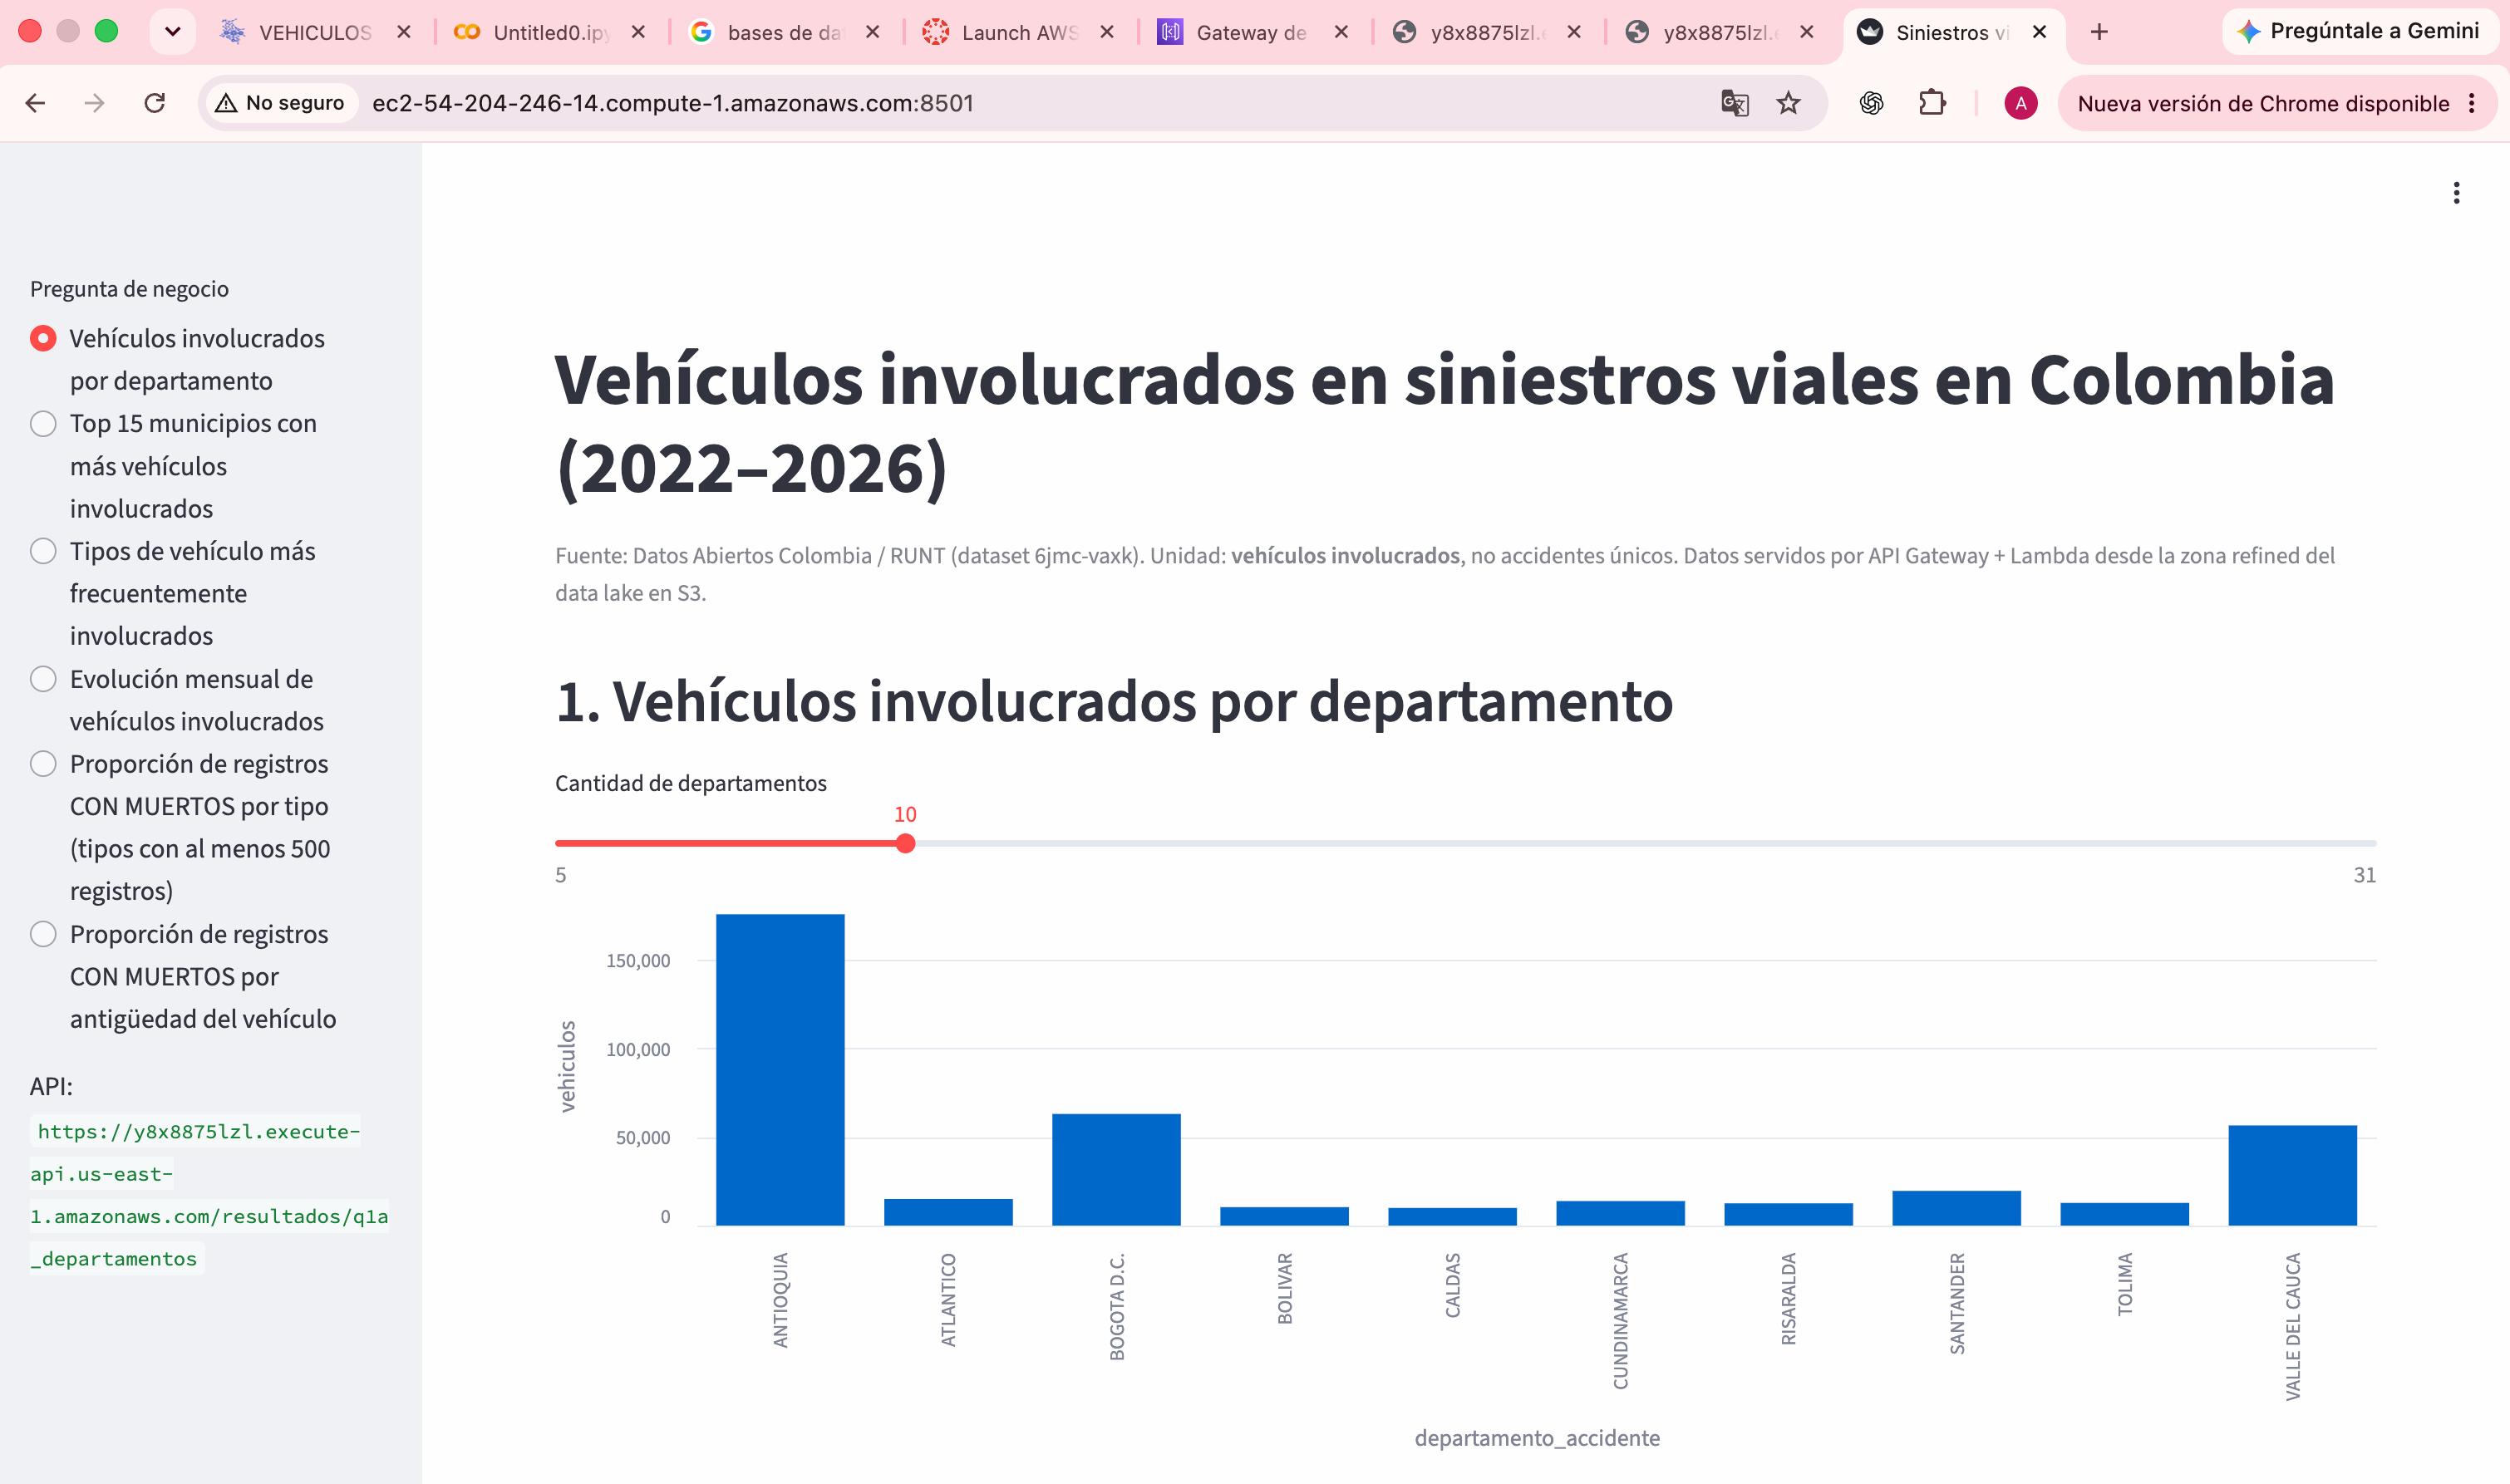 VEHICULOS
Untitled0.ipy
bases de da
Launch AWS
Gateway de
y8x8875lzl.e
y8x8875lzl.e
Siniestros vi
Pregúntale a Gemini
No seguro
ec2-54-204-246-14.compute-1.amazonaws.com:8501
A
Nueva versión de Chrome disponible
Pregunta de negocio
Vehículos involucrados
por departamento
Top 15 municipios con
más vehículos
involucrados
Tipos de vehículo más
frecuentemente
involucrados
Evolución mensual de
vehículos involucrados
Proporción de registros
CON MUERTOS por tipo
(tipos con al menos 500
registros)
Proporción de registros
CON MUERTOS por
antigüedad del vehículo
API:
https://y8x8875lzl.execute-
api.us-east-
1.amazonaws.com/resultados/q1a
_departamentos
Vehículos involucrados en siniestros viales en Colombia
(2022–2026)
Fuente: Datos Abiertos Colombia / RUNT (dataset 6jmc-vaxk). Unidad: vehículos involucrados, no accidentes únicos. Datos servidos por API Gateway + Lambda desde la zona refined del
data lake en S3.
1. Vehículos involucrados por departamento
Cantidad de departamentos
10
5
31
150,000
100,000
50,000
0
vehiculos
ANTIOQUIA
ATLANTICO
BOGOTA D.C.
BOLIVAR
CALDAS
CUNDINAMARCA
RISARALDA
SANTANDER
TOLIMA
VALLE DEL CAUCA
departamento_accidente